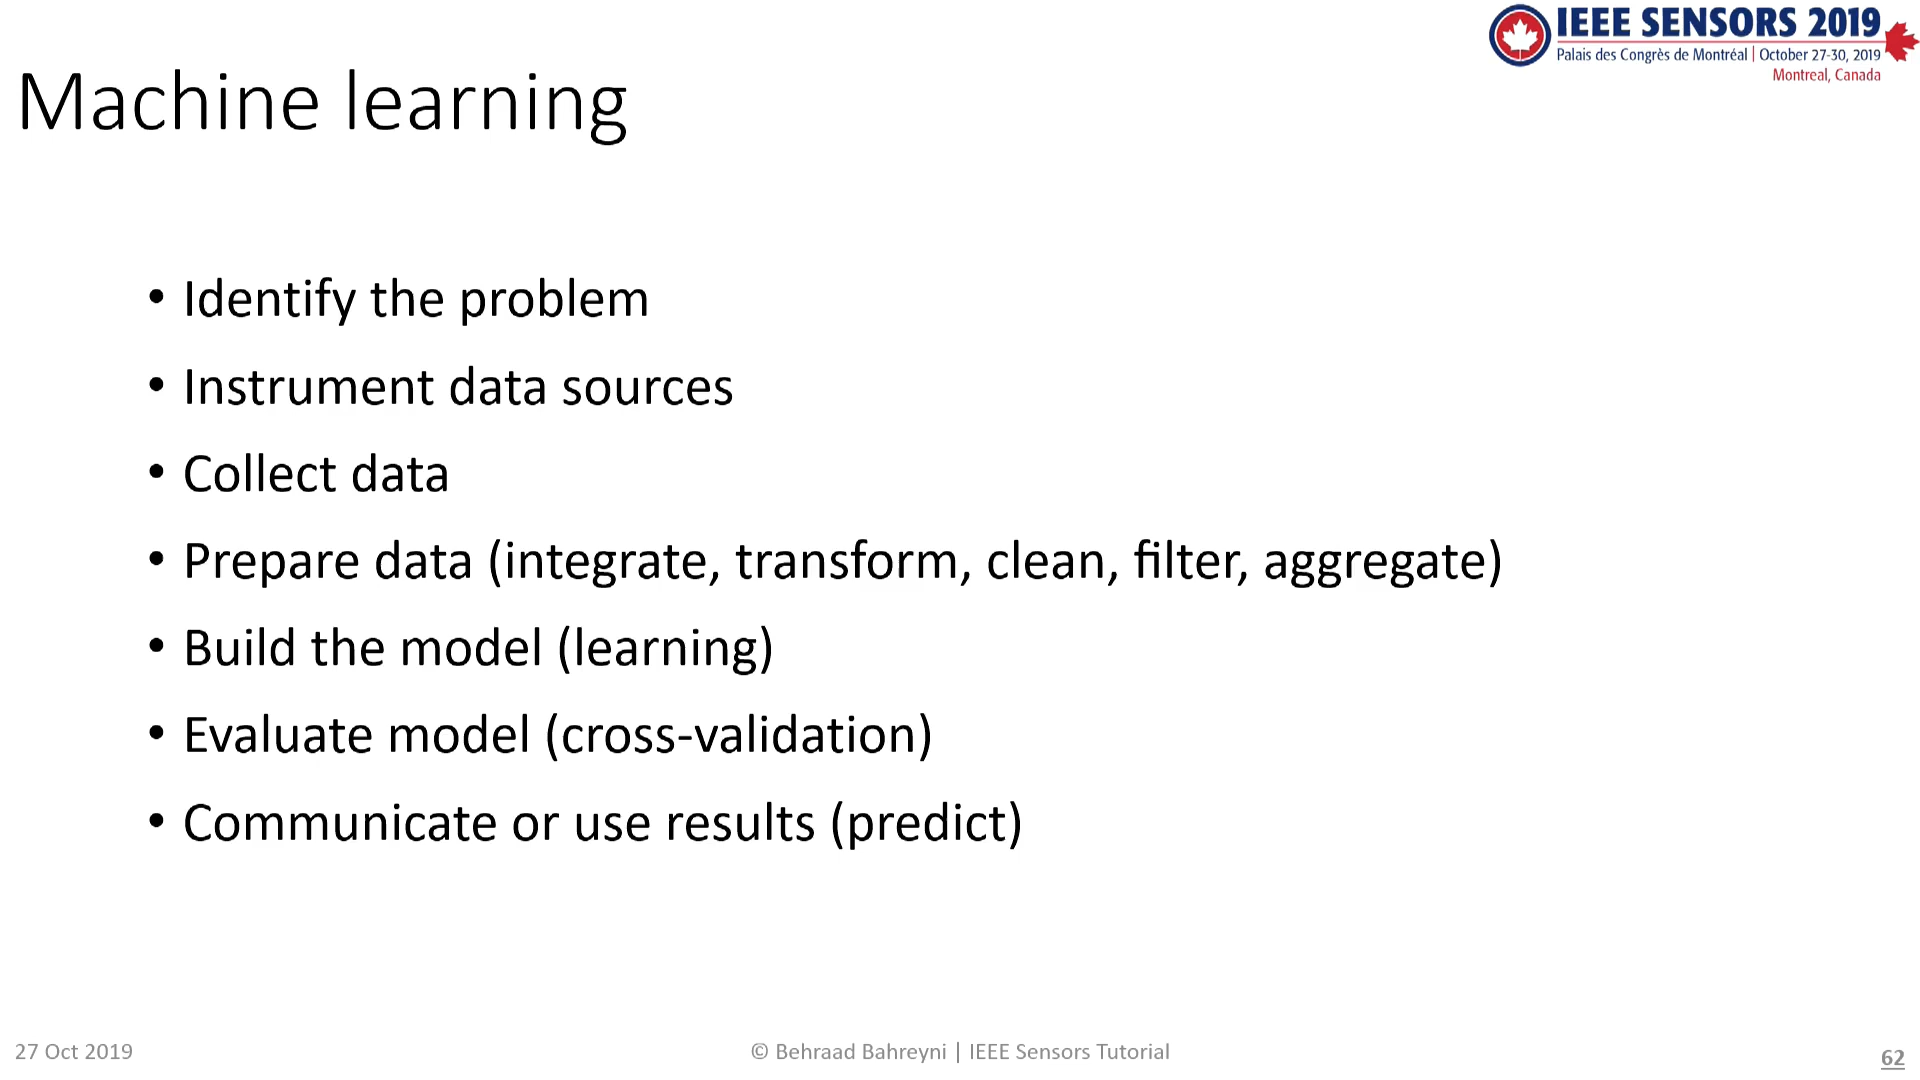 IEEE SENSORS 2019
Palais des Congrès de Montréal | October 27-30, 2019
Montreal, Canada
Machine learning
• Identify the problem
• Instrument data sources
• Collect data
• Prepare data (integrate, transform, clean, filter, aggregate)
• Build the model (learning)
• Evaluate model (cross-validation)
• Communicate or use results (predict)
27 Oct 2019
© Behraad Bahreyni | IEEE Sensors Tutorial
62